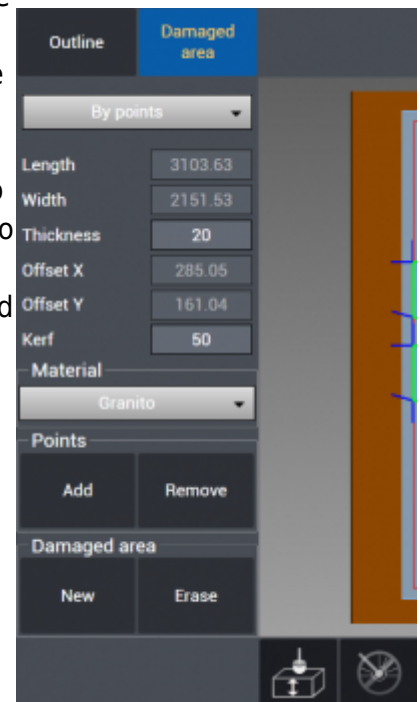 Outline
Damaged
area
By points
Length 3103.63
Width 2151.53
Thickness 20
Offset X 285.05
Offset Y 161.04
Kerf 50
Material
Granito
Points
Add Remove
Damaged area
New Erase